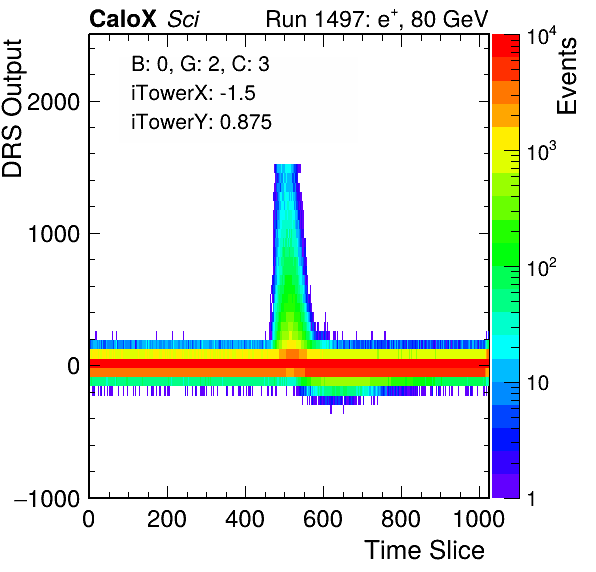 CaloX Sci Run 1497: e⁺, 80 GeV
B: 0, G: 2, C: 3
iTowerX: -1.5
iTowerY: 0.875
DRS Output
2000
1000
0
−1000
0 200 400 600 800 1000
Time Slice
Events
10⁴
10³
10²
10
1